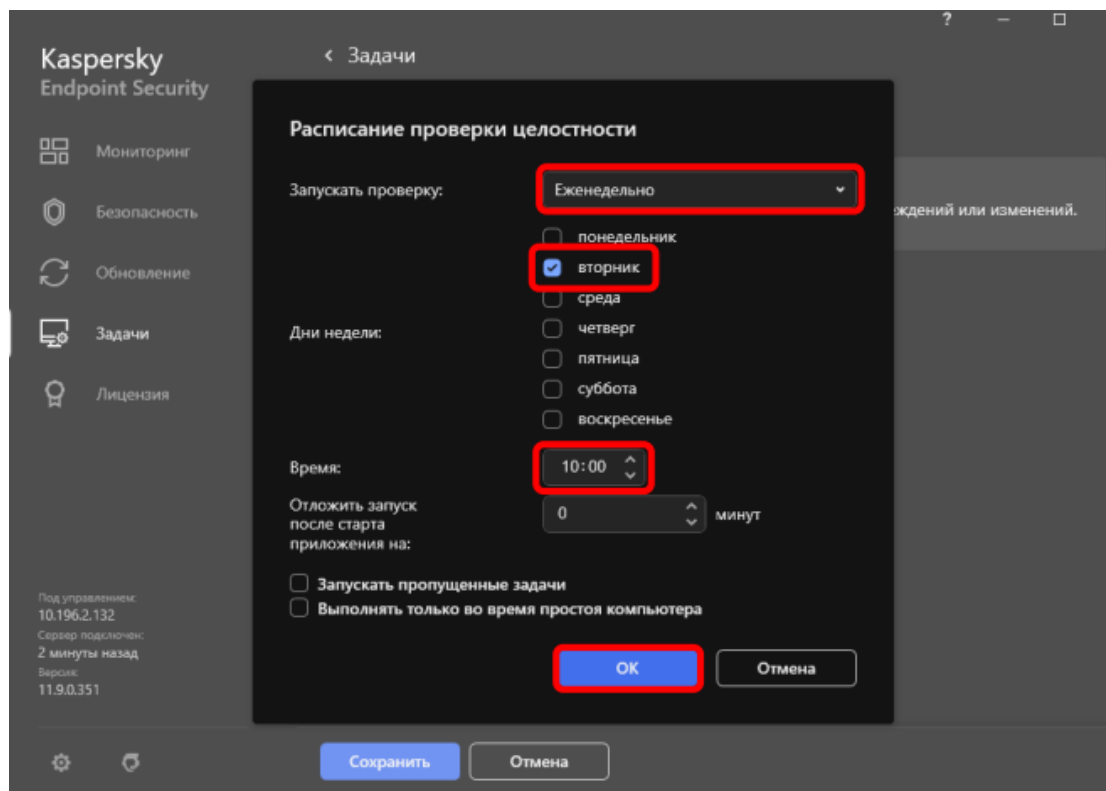 ?
Kaspersky
Endpoint Security
Задачи
Мониторинг
Безопасность
Обновление
Задачи
Лицензия
Расписание проверки целостности
Запускать проверку: Еженедельно
ждений или изменений.
понедельник
вторник
среда
Дни недели: четверг
пятница
суббота
воскресенье
Время: 10:00
Отложить запуск
после старта
приложения на: 0 минут
Запускать пропущенные задачи
Выполнять только во время простоя компьютера
ОК Отмена
Под управлением:
10.196.2.132
Сервер подключен:
2 минуты назад
Версия:
11.9.0.351
Сохранить Отмена